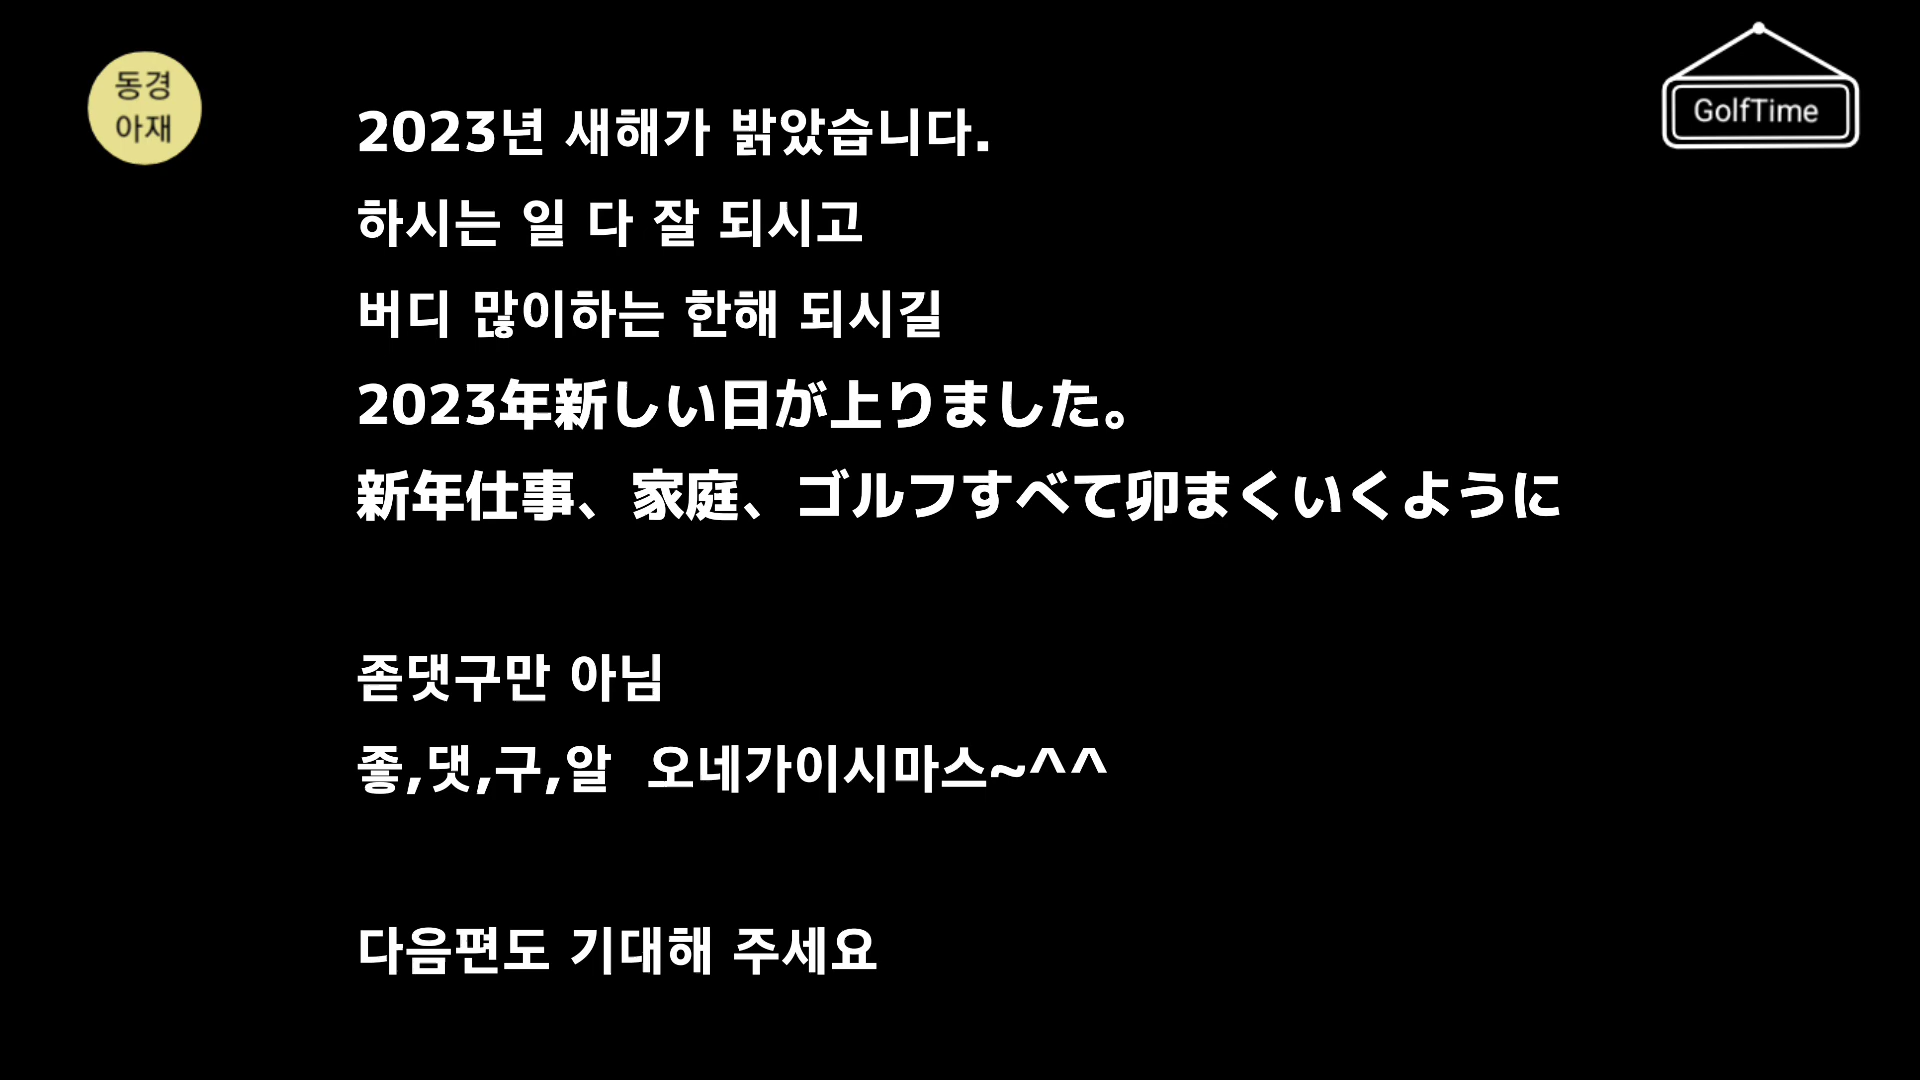 동경
아재
GolfTime
2023년 새해가 밝았습니다.
하시는 일 다 잘 되시고
버디 많이하는 한해 되시길
2023年新しい日が上りました。
新年仕事、家庭、ゴルフすべて卯まくいくように
졷댓구만 아님
좋,댓,구,알 오네가이시마스~^^
다음편도 기대해 주세요